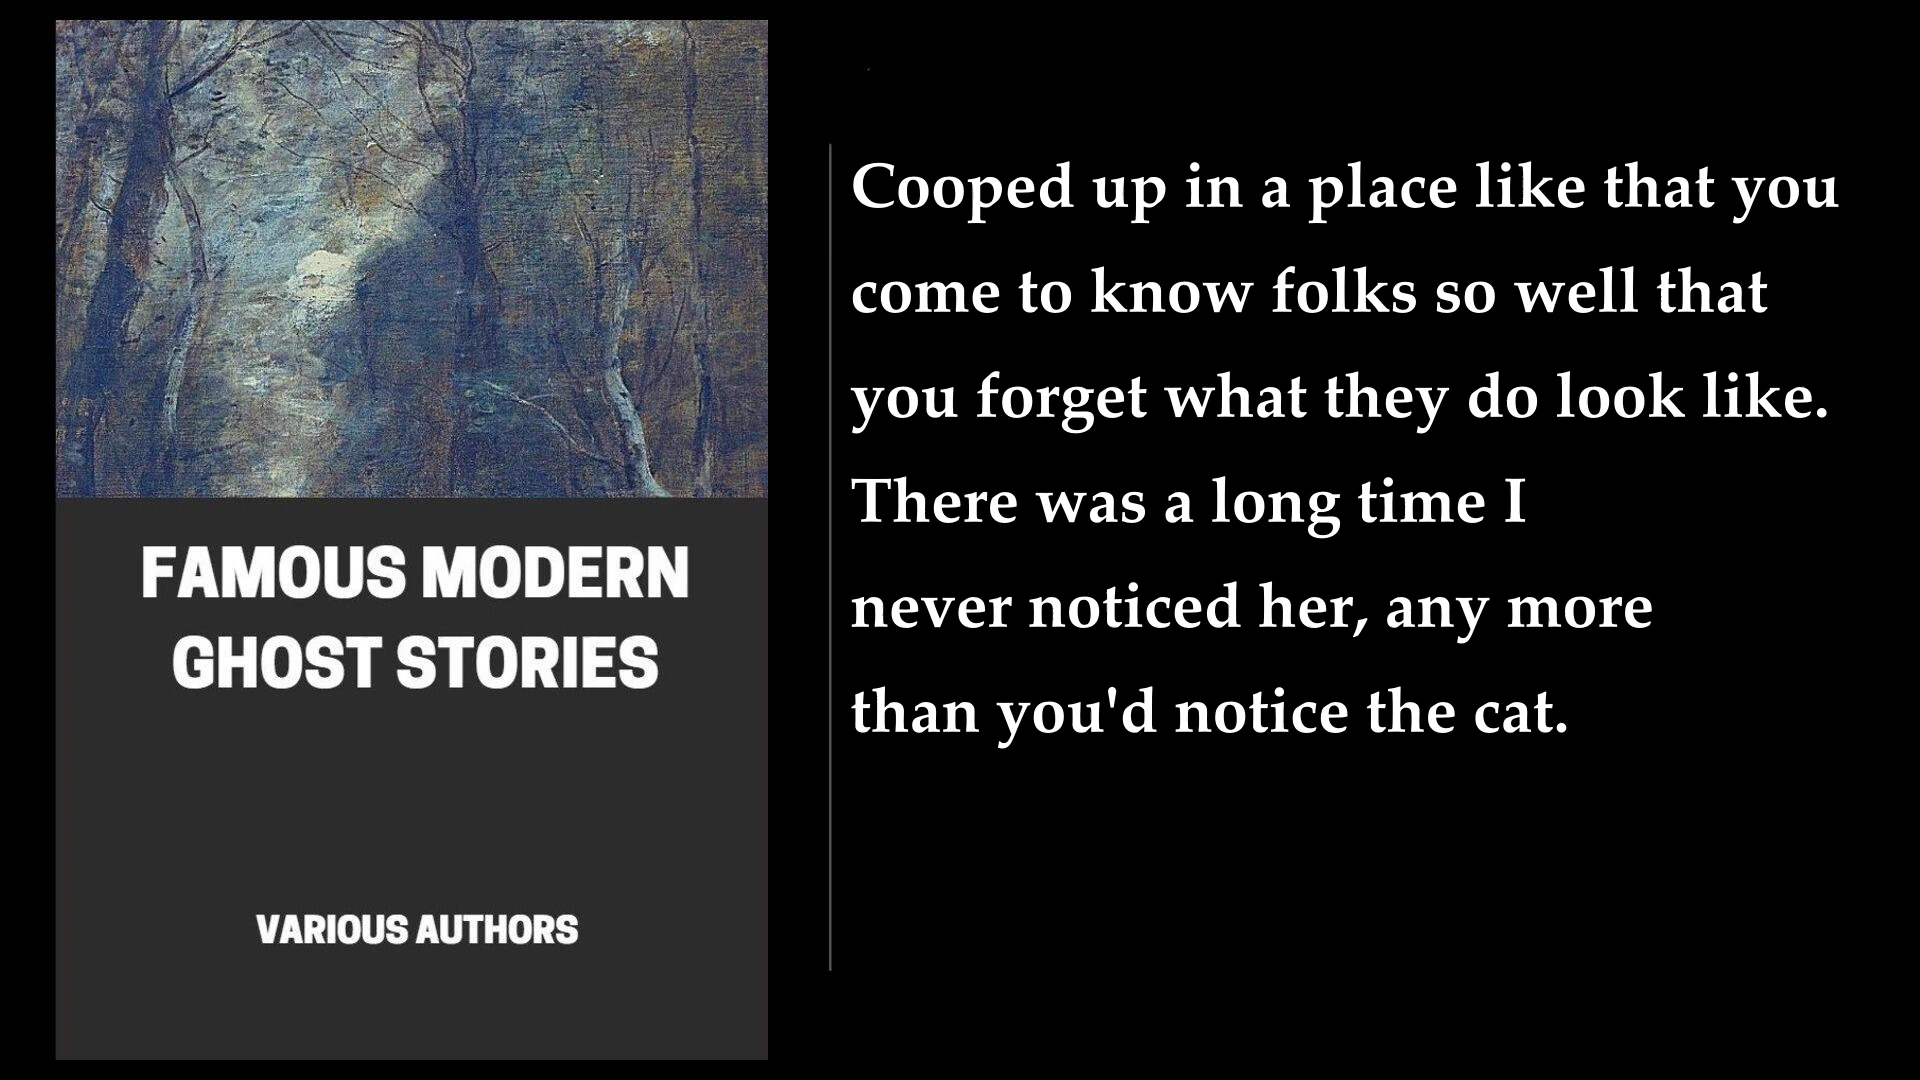 FAMOUS MODERN
GHOST STORIES
VARIOUS AUTHORS
Cooped up in a place like that you
come to know folks so well that
you forget what they do look like.
There was a long time I
never noticed her, any more
than you'd notice the cat.